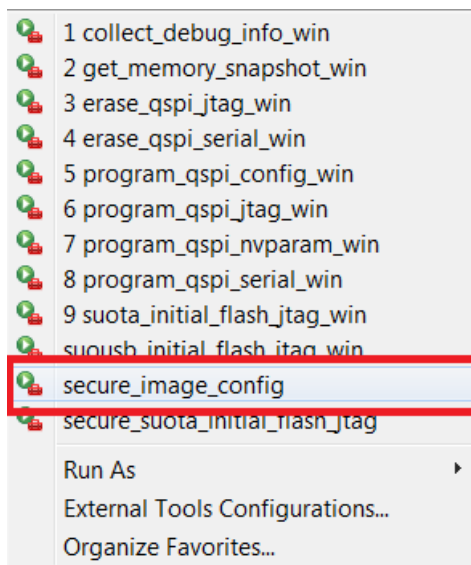 1 collect_debug_info_win
2 get_memory_snapshot_win
3 erase_qspi_jtag_win
4 erase_qspi_serial_win
5 program_qspi_config_win
6 program_qspi_jtag_win
7 program_qspi_nvparam_win
8 program_qspi_serial_win
9 suota_initial_flash_jtag_win
suousb_initial_flash_jtag_win
secure_image_config
secure_suota_initial_flash_jtag
Run As
External Tools Configurations...
Organize Favorites...